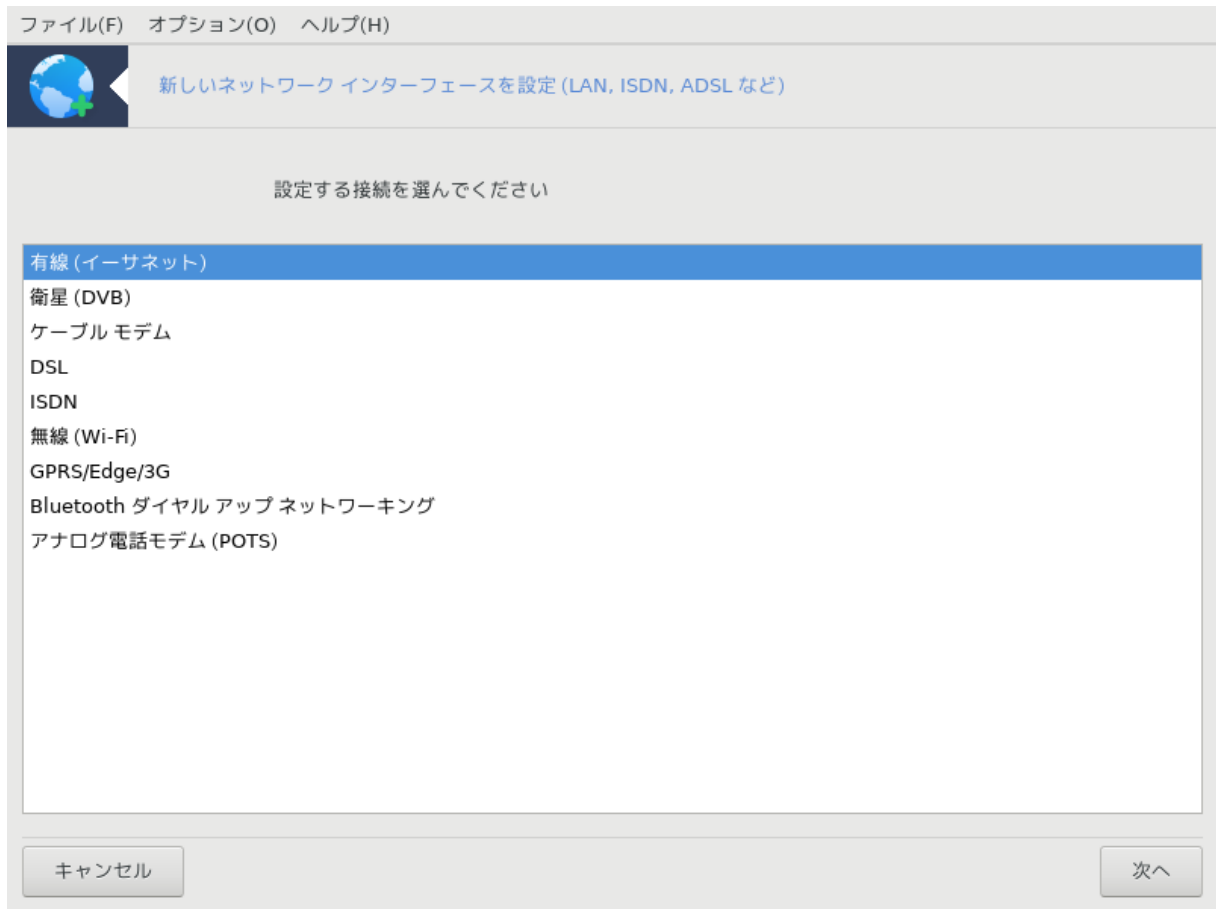 ファイル(F) オプション(O) ヘルプ(H)
新しいネットワーク インターフェースを設定 (LAN, ISDN, ADSL など)
設定する接続を選んでください
有線 (イーサネット)
衛星 (DVB)
ケーブル モデム
DSL
ISDN
無線 (Wi-Fi)
GPRS/Edge/3G
Bluetooth ダイヤル アップ ネットワーキング
アナログ電話モデム (POTS)
キャンセル 次へ